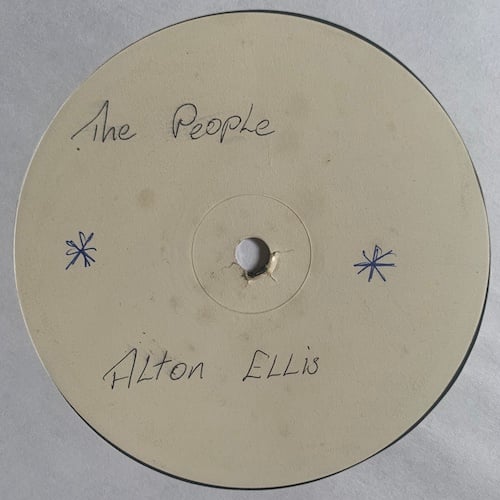 The People
* *
Alton Ellis